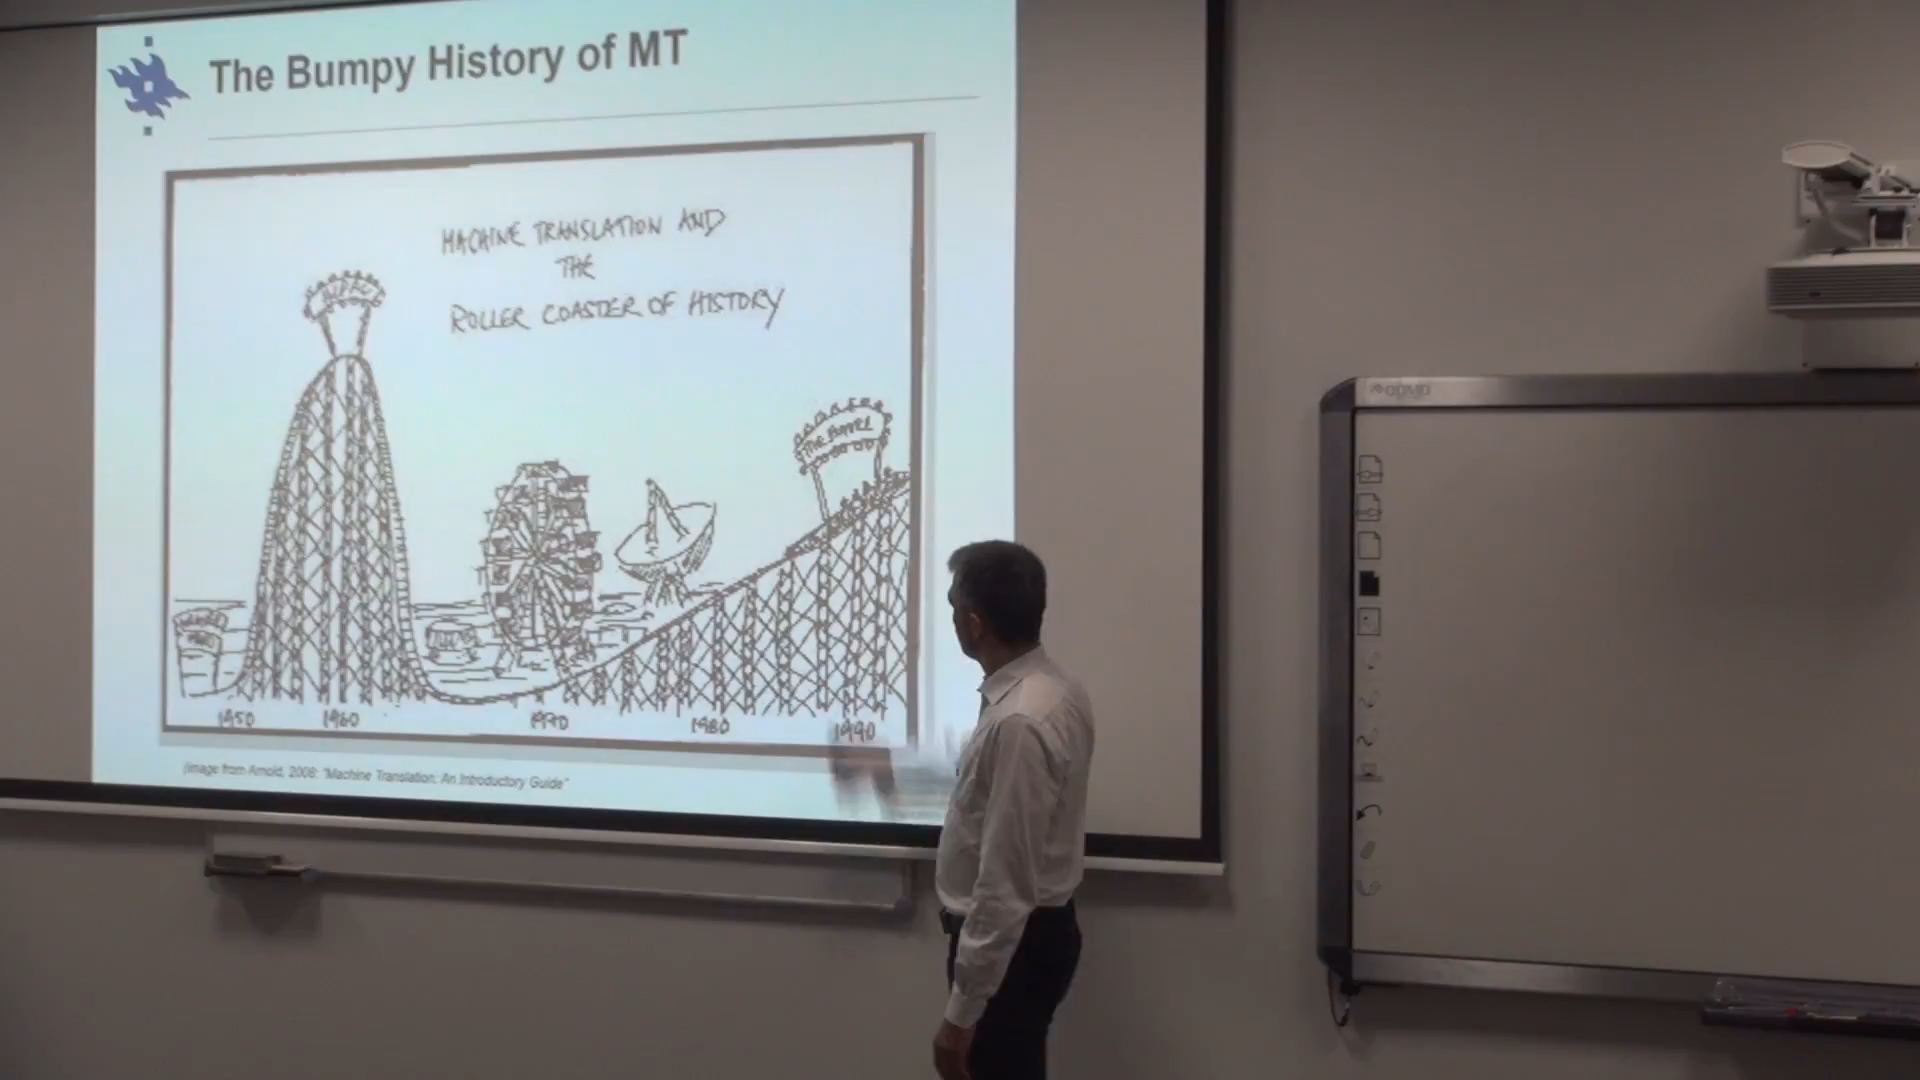 The Bumpy History of MT
MACHINE TRANSLATION AND
THE
ROLLER COASTER OF HISTORY
ALPAC
1950 1960 1970 1980 1990
(image from Arnold, 2008: "Machine Translation: An Introductory Guide"